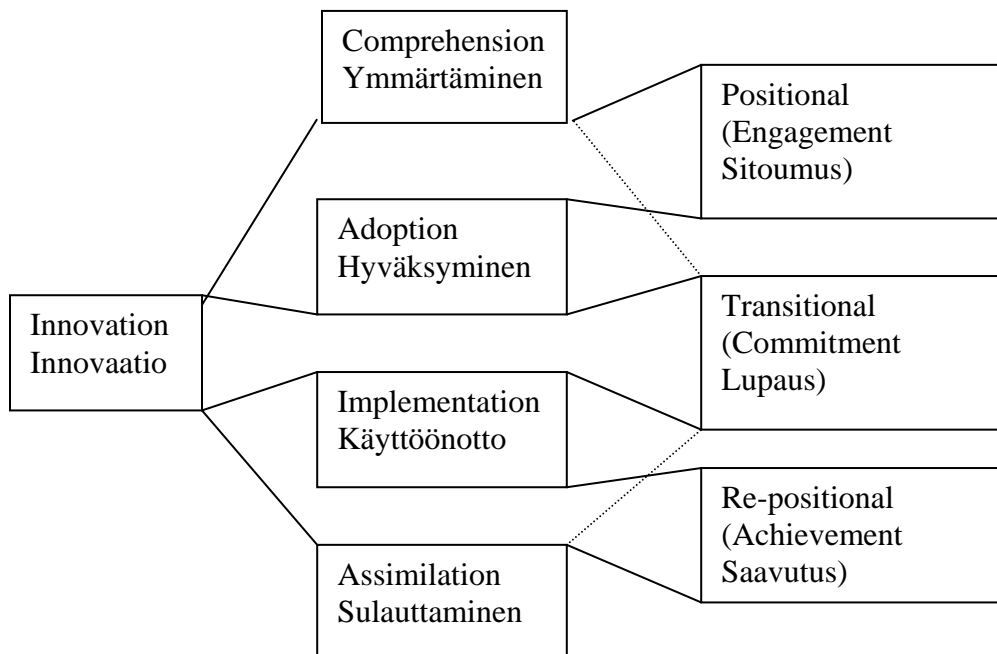 Comprehension
Ymmärtäminen
Positional
(Engagement
Sitoumus)
Adoption
Hyväksyminen
Innovation
Innovaatio
Transitional
(Commitment
Lupaus)
Implementation
Käyttöönotto
Re-positional
(Achievement
Saavutus)
Assimilation
Sulauttaminen